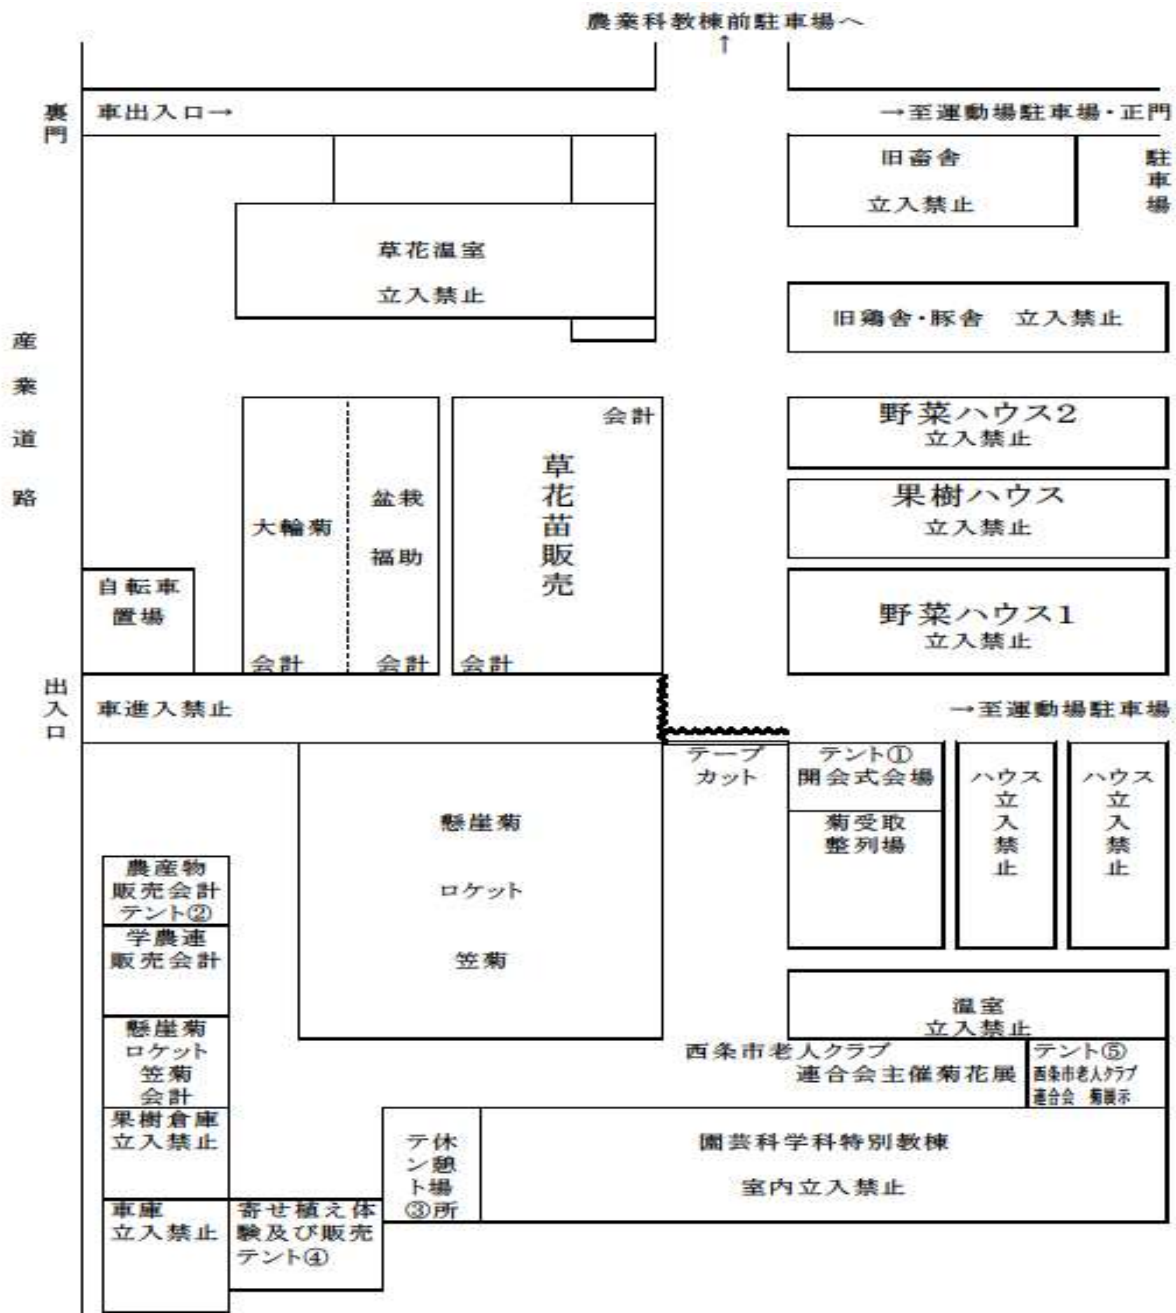 農業科教棟前駐車場へ
↑
裏門
車出入口→
→至運動場駐車場・正門
旧畜舎
立入禁止
駐車場
草花温室
立入禁止
旧鶏舎・豚舎　立入禁止
産業道路
大輪菊
会計
盆栽
福助
会計
会計
草花苗販売
会計
野菜ハウス2
立入禁止
果樹ハウス
立入禁止
野菜ハウス1
立入禁止
自転車
置場
出入口
車進入禁止
→至運動場駐車場
テープ
カット
テント①
開会式会場
菊受取
整列場
ハウス立入禁止
ハウス立入禁止
懸崖菊
ロケット
笠菊
農産物
販売会計
テント②
学農連
販売会計
懸崖菊
ロケット
笠菊
会計
果樹倉庫
立入禁止
車庫
立入禁止
寄せ植え体
験及び販売
テント④
休憩場所
テント③
温室
立入禁止
西条市老人クラブ
連合会主催菊花展
テント⑤
西条市老人クラブ
連合会　菊展示
園芸科学科特別教棟
室内立入禁止